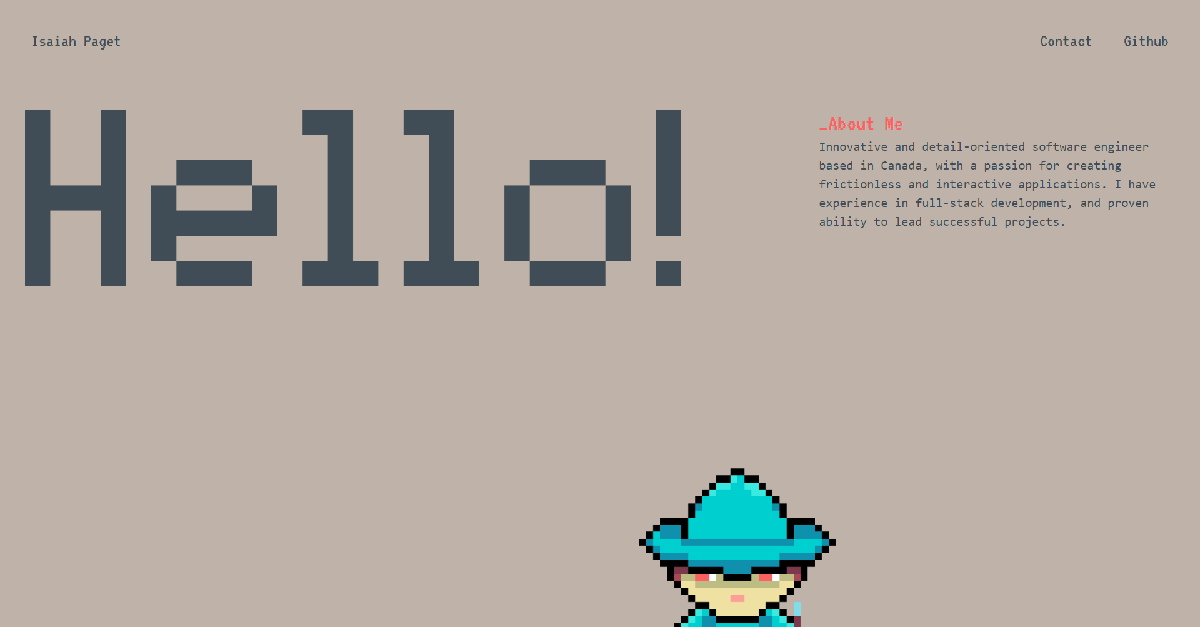 Isaiah Paget
Contact
Github
Hello!
_About Me
Innovative and detail-oriented software engineer
based in Canada, with a passion for creating
frictionless and interactive applications. I have
experience in full-stack development, and proven
ability to lead successful projects.